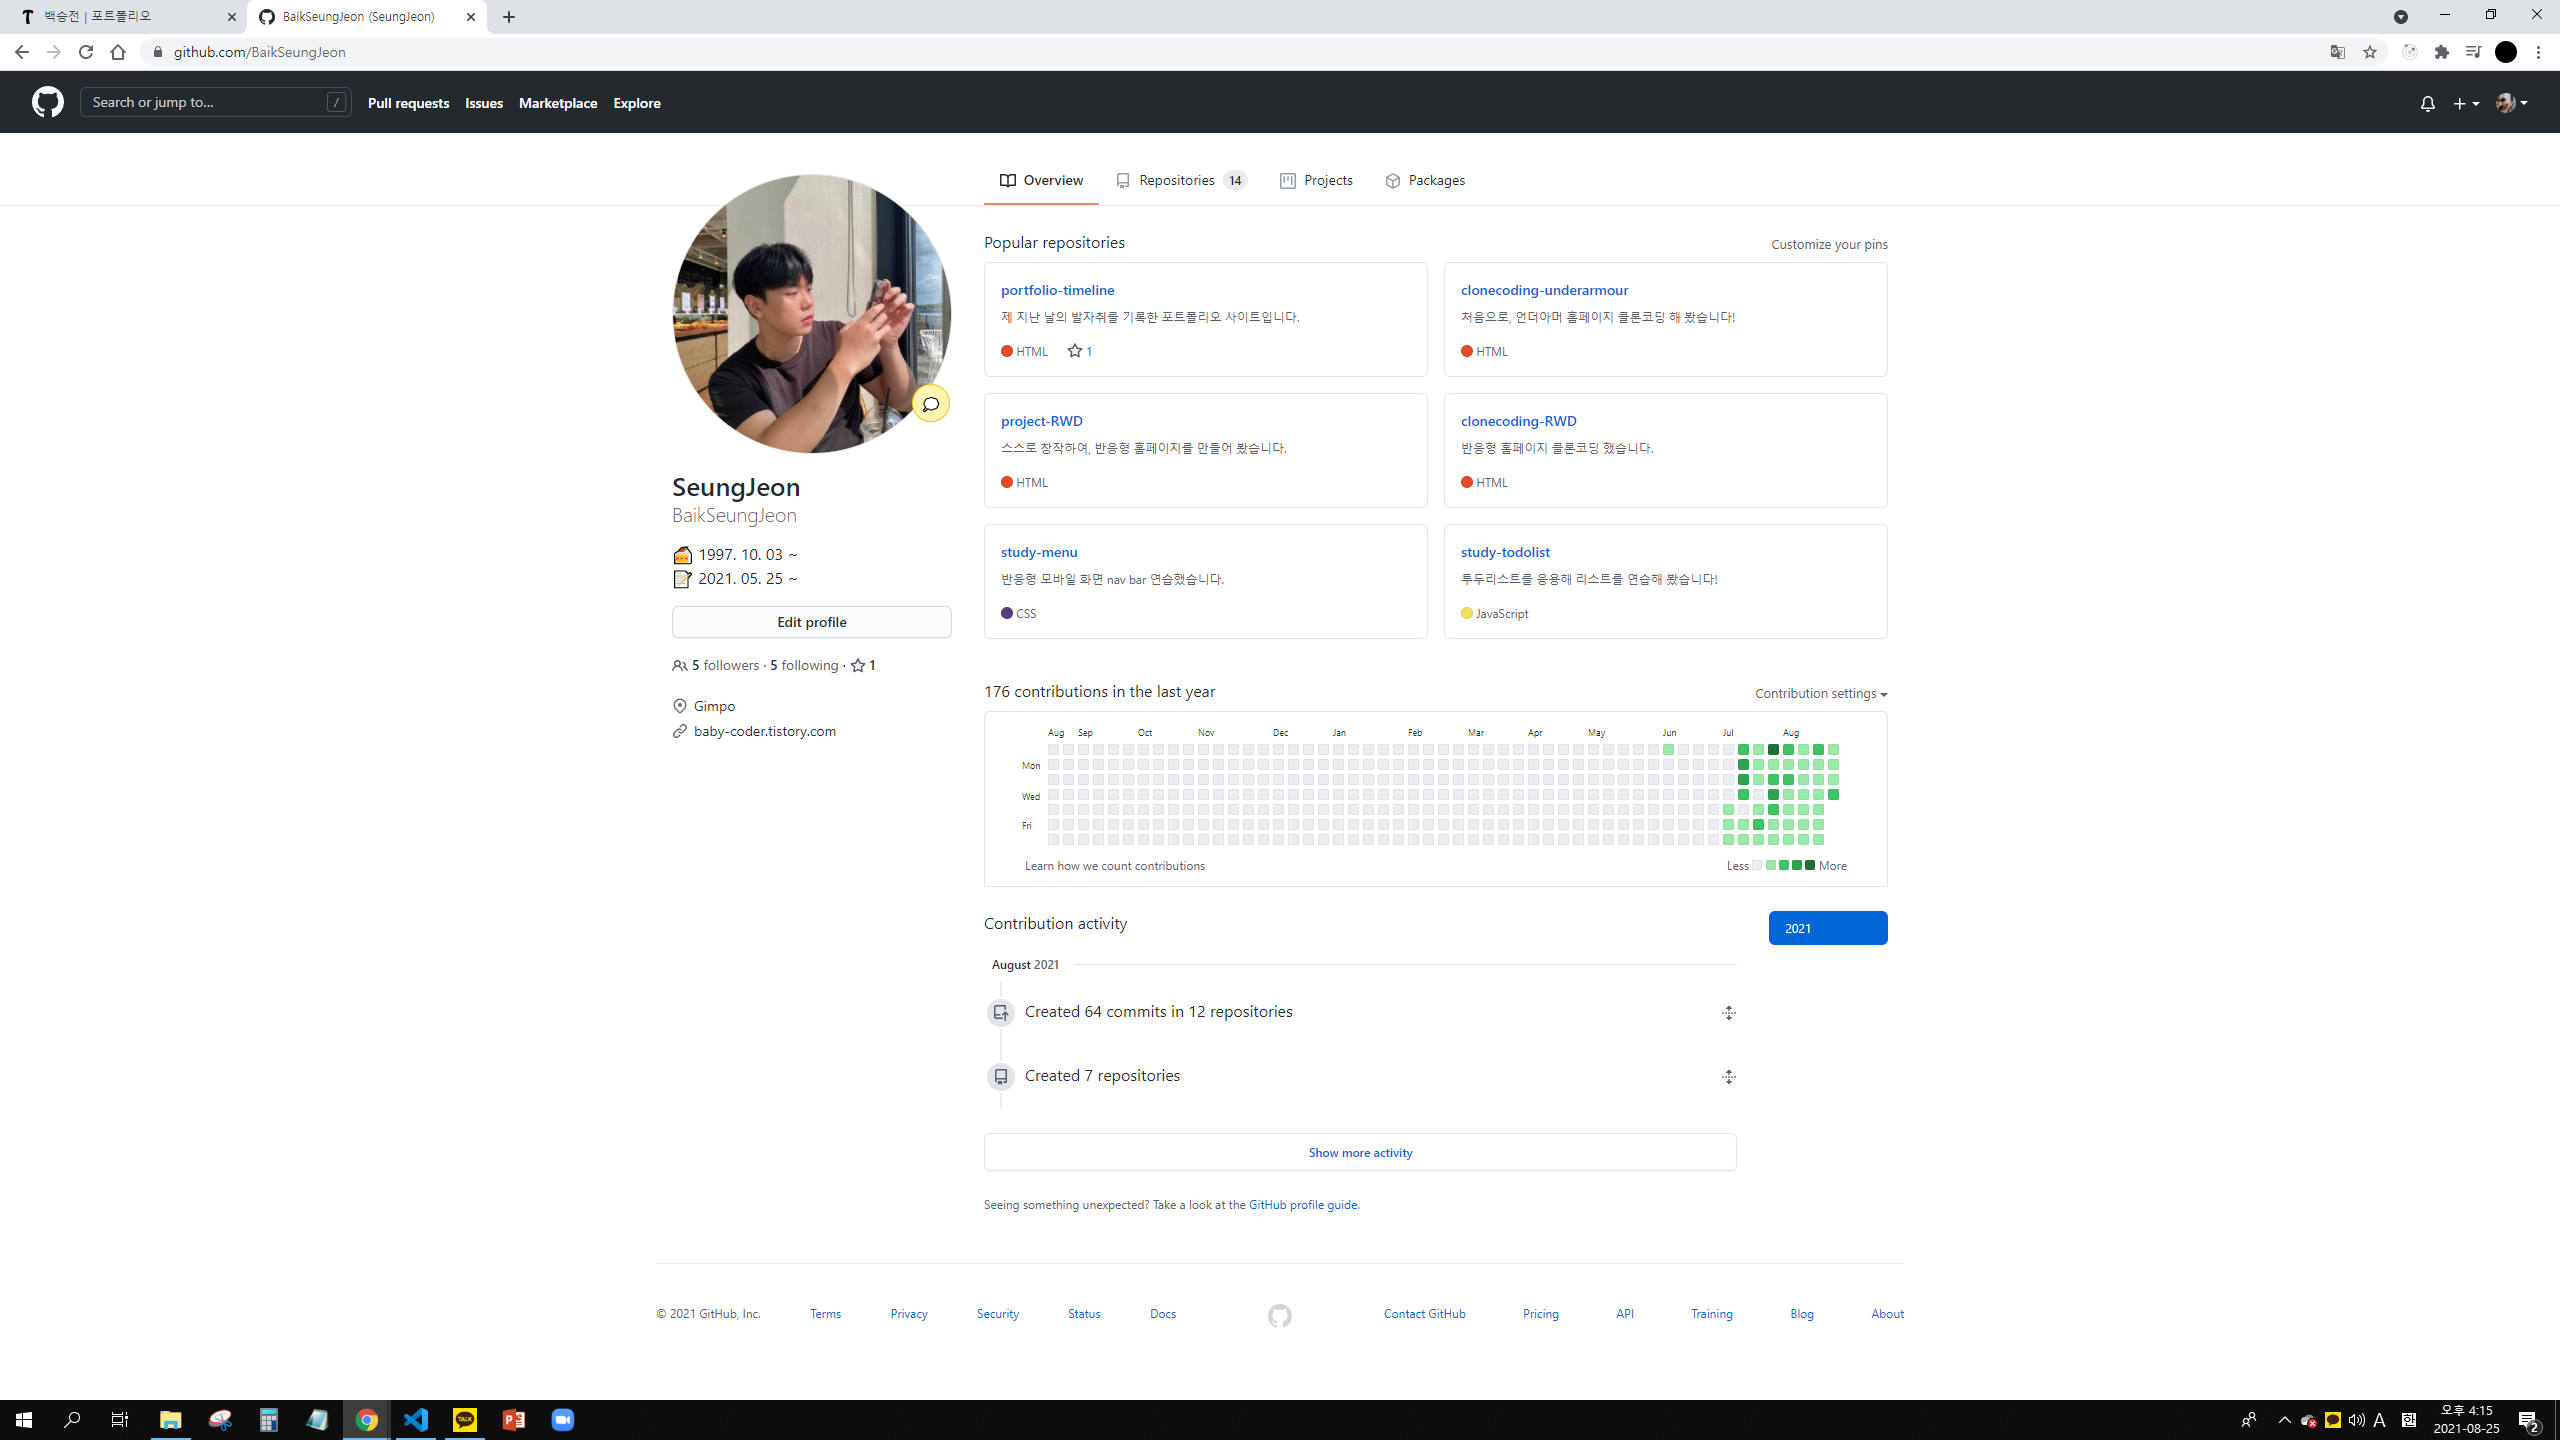 백승전 | 포트폴리오
BaikSeungJeon (SeungJeon)
github.com/BaikSeungJeon
Search or jump to...
/
Pull requests
Issues
Marketplace
Explore
Overview
Repositories 14
Projects
Packages
SeungJeon
BaikSeungJeon
1997. 10. 03 ~
2021. 05. 25 ~
Edit profile
5 followers · 5 following · 1
Gimpo
baby-coder.tistory.com
Popular repositories
Customize your pins
portfolio-timeline
제 지난 날의 발자취를 기록한 포트폴리오 사이트입니다.
HTML 1
clonecoding-underarmour
처음으로, 언더아머 홈페이지 클론코딩 해 봤습니다!
HTML
project-RWD
스스로 창작하여, 반응형 홈페이지를 만들어 봤습니다.
HTML
clonecoding-RWD
반응형 홈페이지 클론코딩 했습니다.
HTML
study-menu
반응형 모바일 화면 nav bar 연습했습니다.
CSS
study-todolist
투두리스트를 응용해 리스트를 연습해 봤습니다!
JavaScript
176 contributions in the last year
Contribution settings
Aug Sep Oct Nov Dec Jan Feb Mar Apr May Jun Jul Aug
Mon
Wed
Fri
Learn how we count contributions
Less More
Contribution activity
2021
August 2021
Created 64 commits in 12 repositories
Created 7 repositories
Show more activity
Seeing something unexpected? Take a look at the GitHub profile guide.
© 2021 GitHub, Inc.
Terms
Privacy
Security
Status
Docs
Contact GitHub
Pricing
API
Training
Blog
About
TALK
A
한
오후 4:15
2021-08-25
2